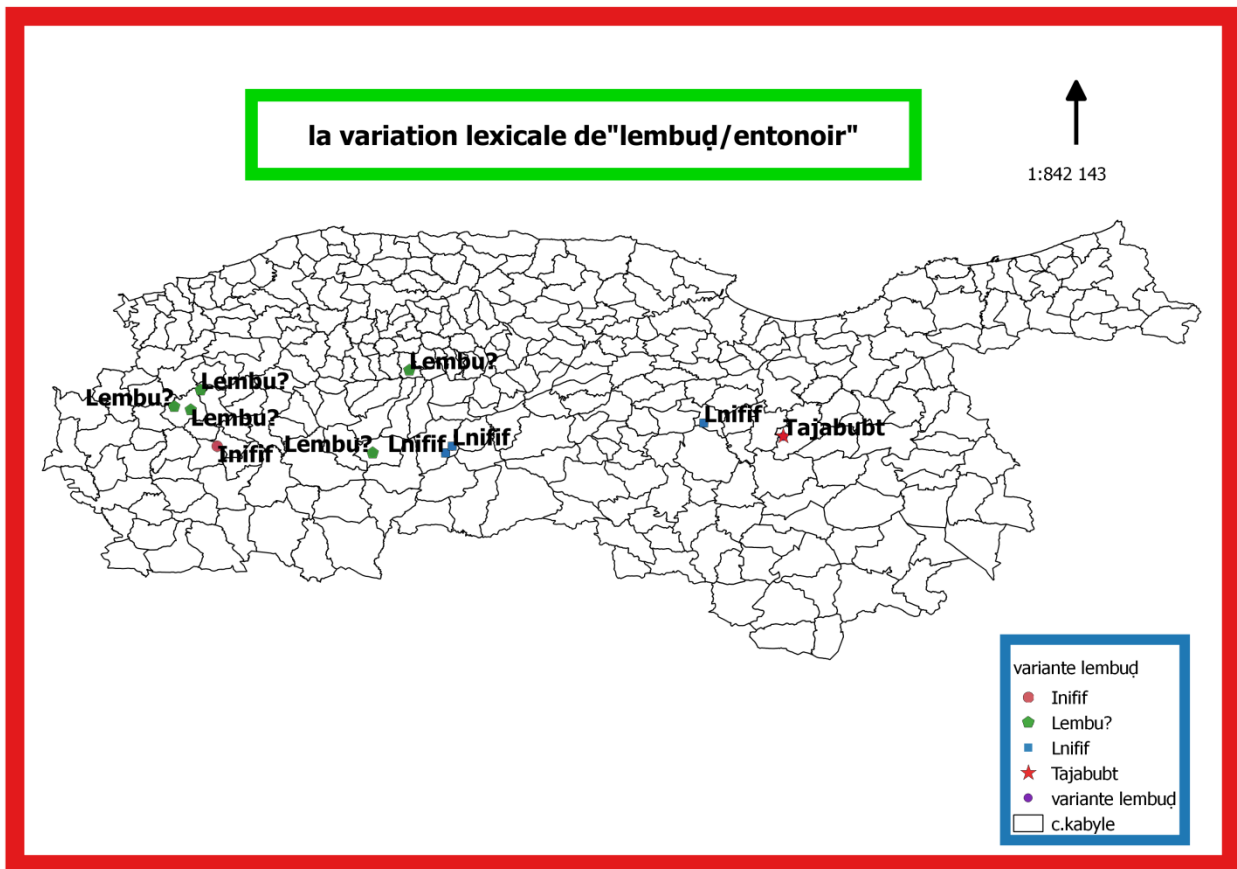 la variation lexicale de"lembuḍ/entonoir"
1:842 143
Lembu?
Lembu?
Lembu?
Lembu?
Inifif
Lembu?
Lnifif
Lnifif
Lnifif
Tajabubt
variante lembuḍ
Inifif
Lembu?
Lnifif
Tajabubt
variante lembuḍ
c.kabyle